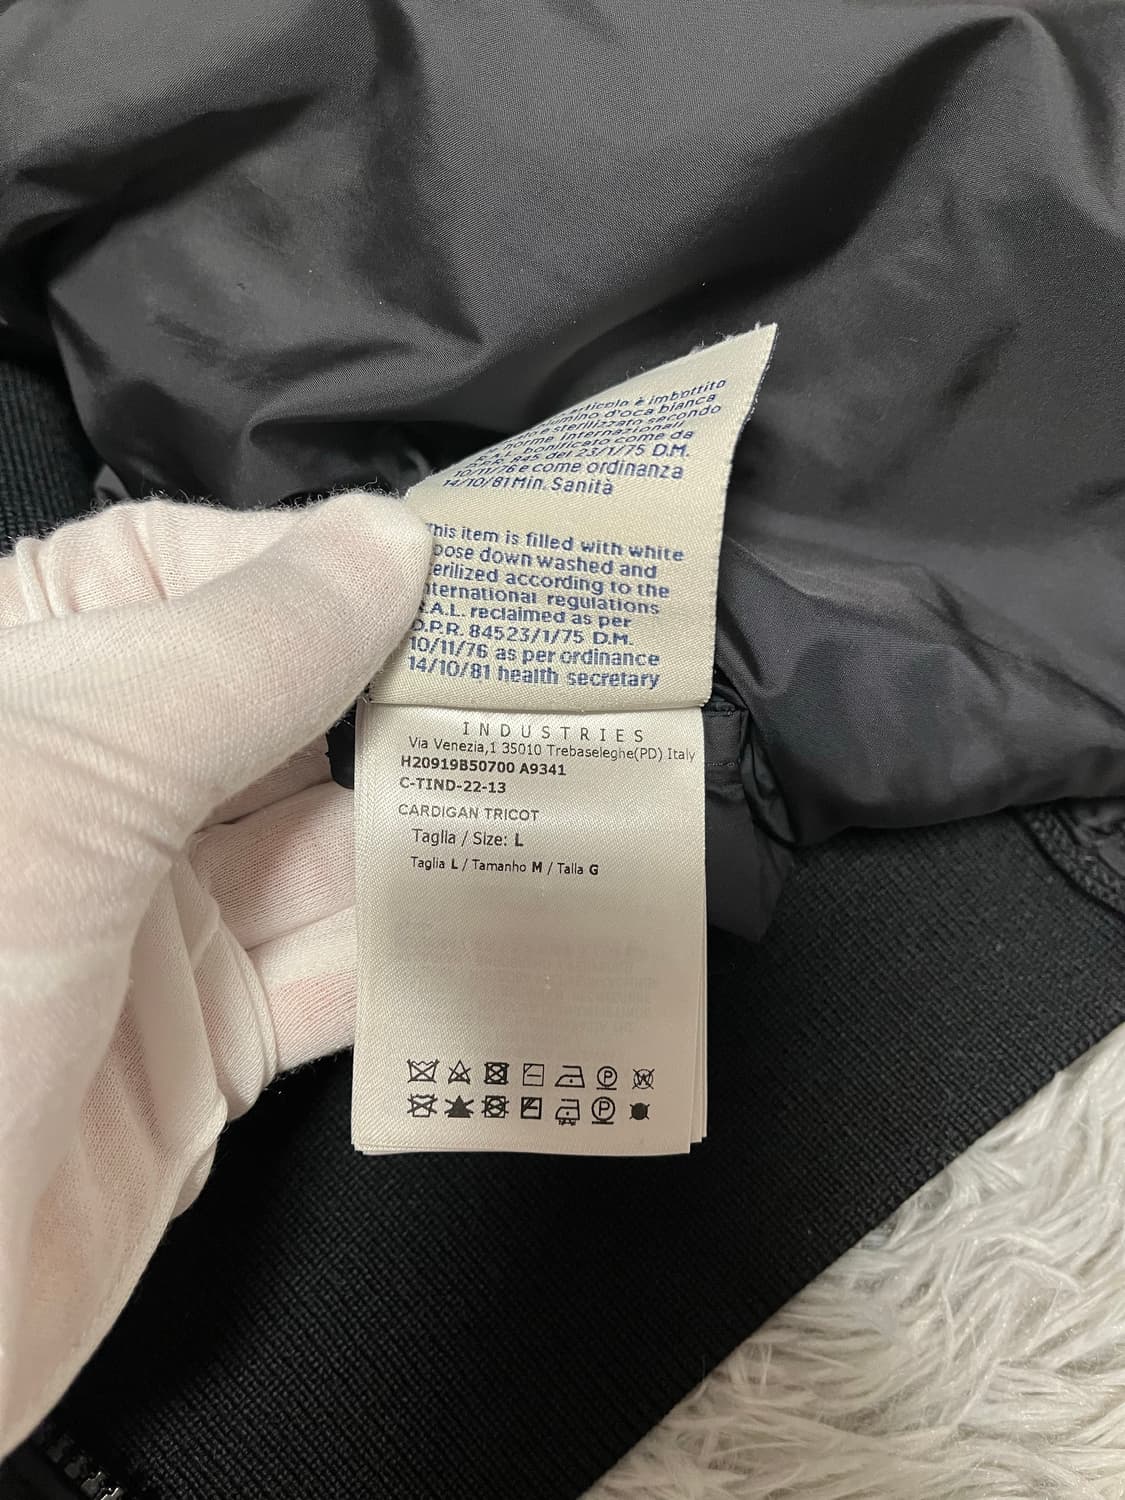 articolo è imbottito
d'oca bianca
e sterilizzato secondo
norme internazionali
R.A.L. bonificato come da
D.P.R. 845 del 23/1/75 D.M.
10/11/76 e come ordinanza
14/10/81 Min. Sanità
This item is filled with white
down washed and
according to the
regulations
R.A.L. reclaimed as per
D.P.R. 84523/1/75 D.M.
10/11/76 as per ordinance
14/10/81 health secretary
INDUSTRIES
Via Venezia,1 35010 Trebaseleghe(PD) Italy
H20919B50700 A9341
C-TIND-22-13
CARDIGAN TRICOT
Taglia / Size: L
Taglia L / Tamanho M / Talla G